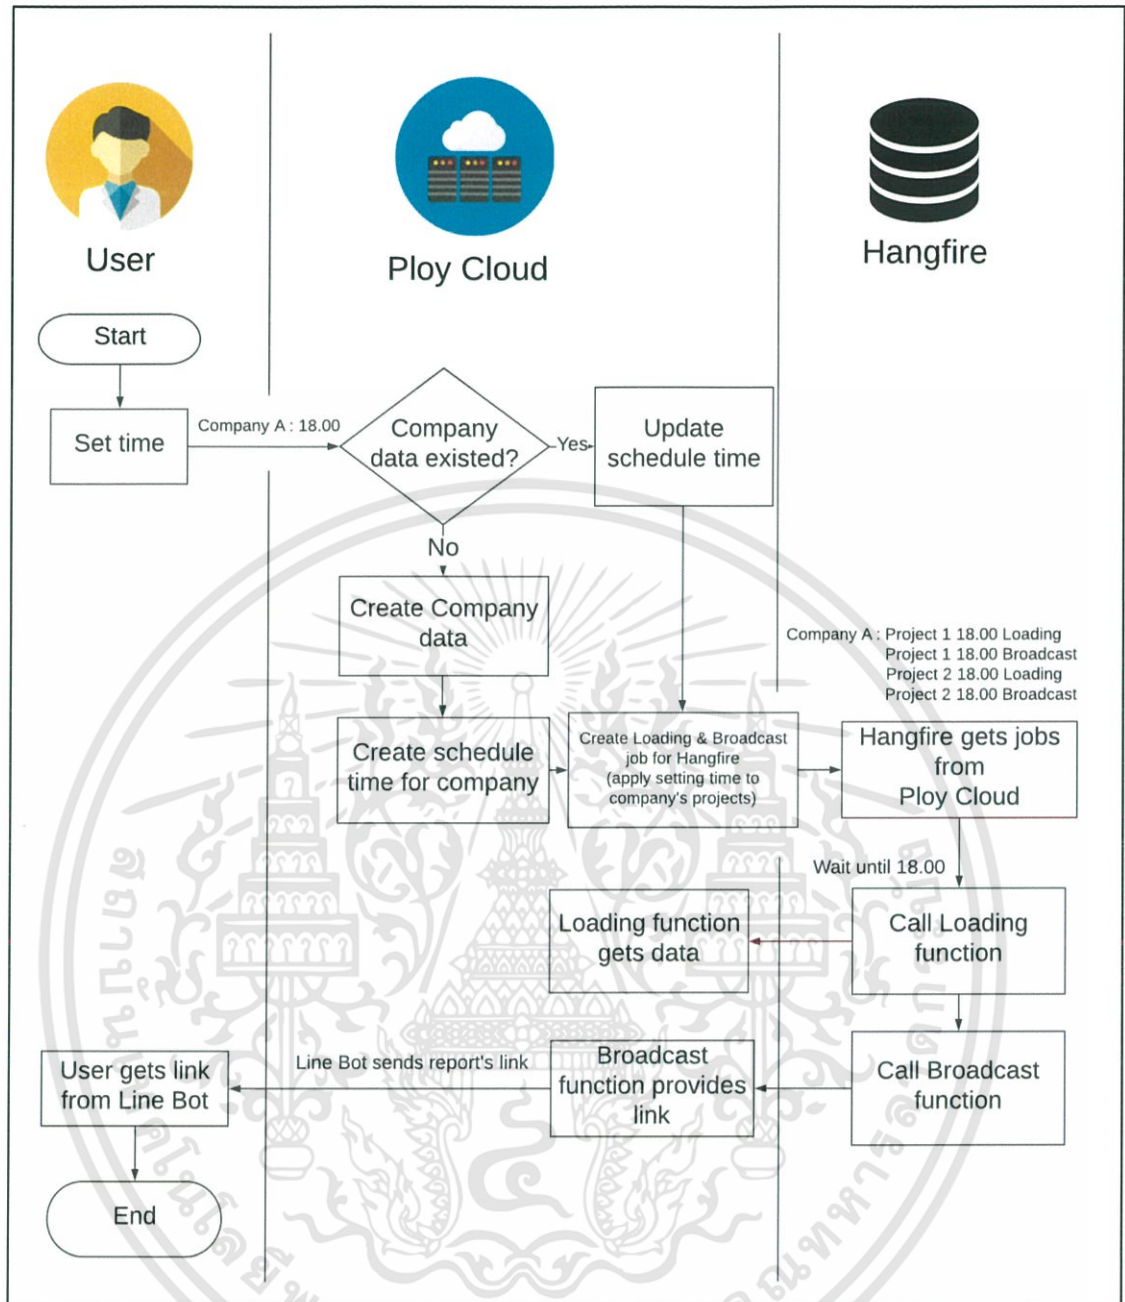 User
Ploy Cloud
Hangfire
Start
Set time
Company A : 18.00
Company
data existed?
Yes
Update
schedule time
No
Create Company
data
Create schedule
time for company
Create Loading & Broadcast
job for Hangfire
(apply setting time to
company's projects)
Company A : Project 1 18.00 Loading
Project 1 18.00 Broadcast
Project 2 18.00 Loading
Project 2 18.00 Broadcast
Hangfire gets jobs
from
Ploy Cloud
Wait until 18.00
Call Loading
function
Loading function
gets data
Call Broadcast
function
Broadcast
function provides
link
Line Bot sends report's link
User gets link
from Line Bot
End